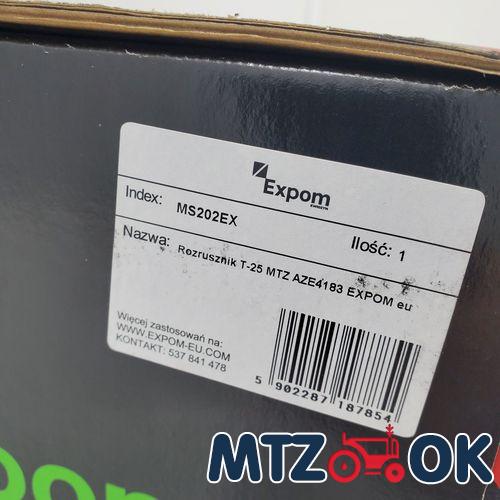 Expom
KWIDZYN
Index: MS202EX Ilość: 1
Nazwa: Rozrusznik T-25 MTZ AZE4183 EXPOM eu
Więcej zastosowań na:
WWW.EXPOM-EU.COM
KONTAKT: 537 841 478
5 902287 187854
MTZ OK